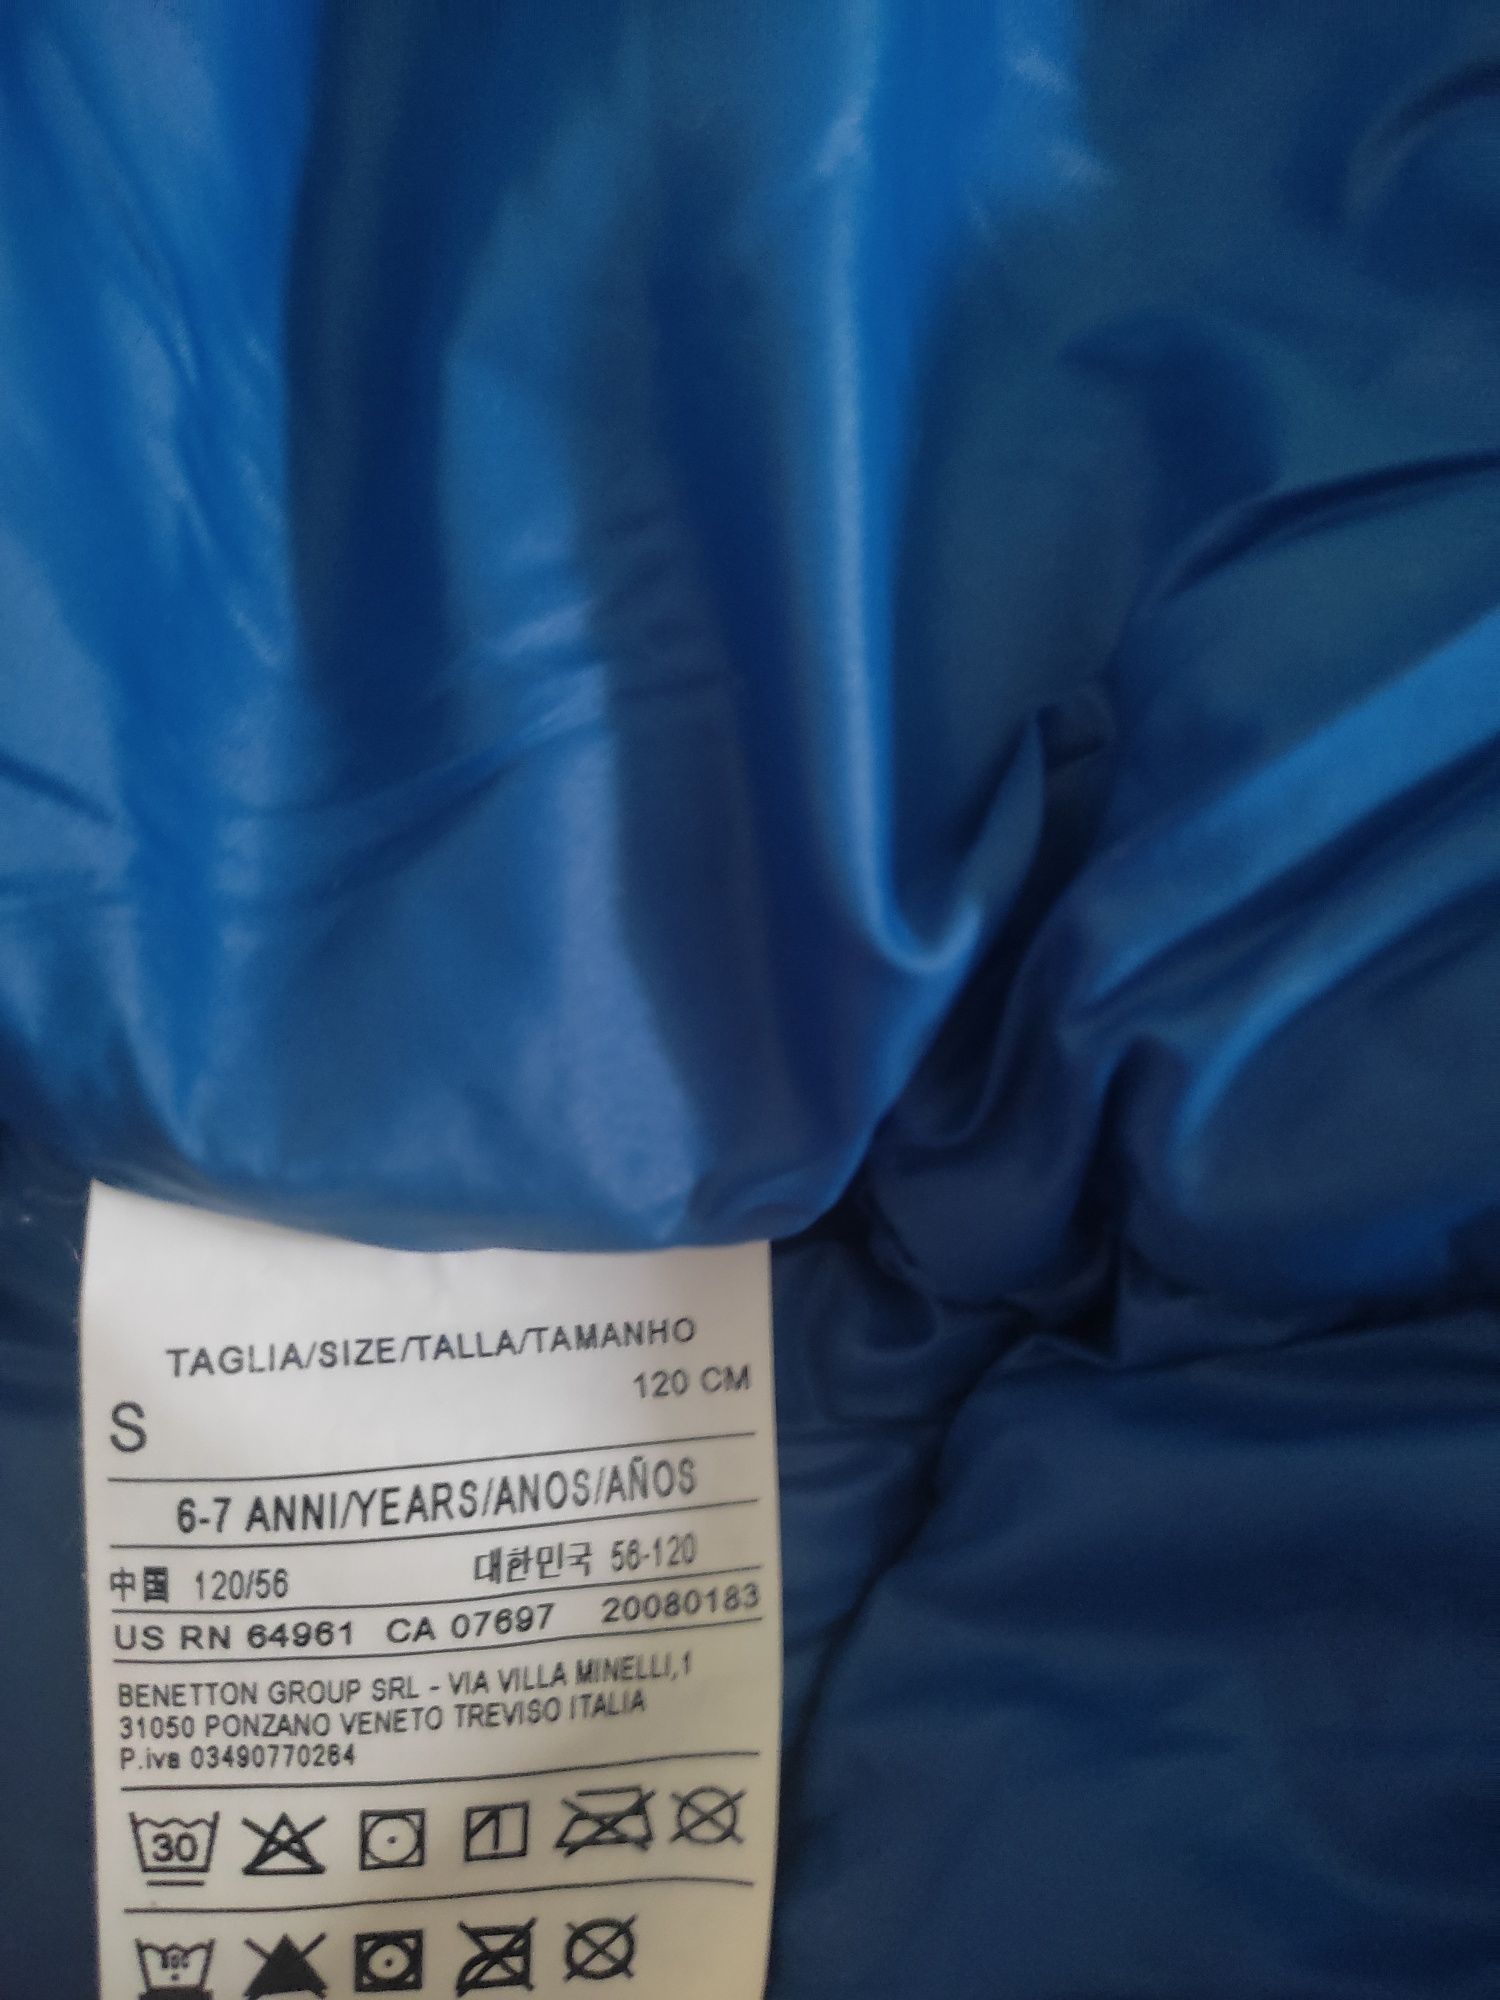 TAGLIA/SIZE/TALLA/TAMANHO
120 CM
S
6-7 ANNI/YEARS/ANOS/AÑOS
中国 120/56 대한민국 56-120
US RN 64961 CA 07697 20080183
BENETTON GROUP SRL - VIA VILLA MINELLI,1
31050 PONZANO VENETO TREVISO ITALIA
P.iva 03490770264
30